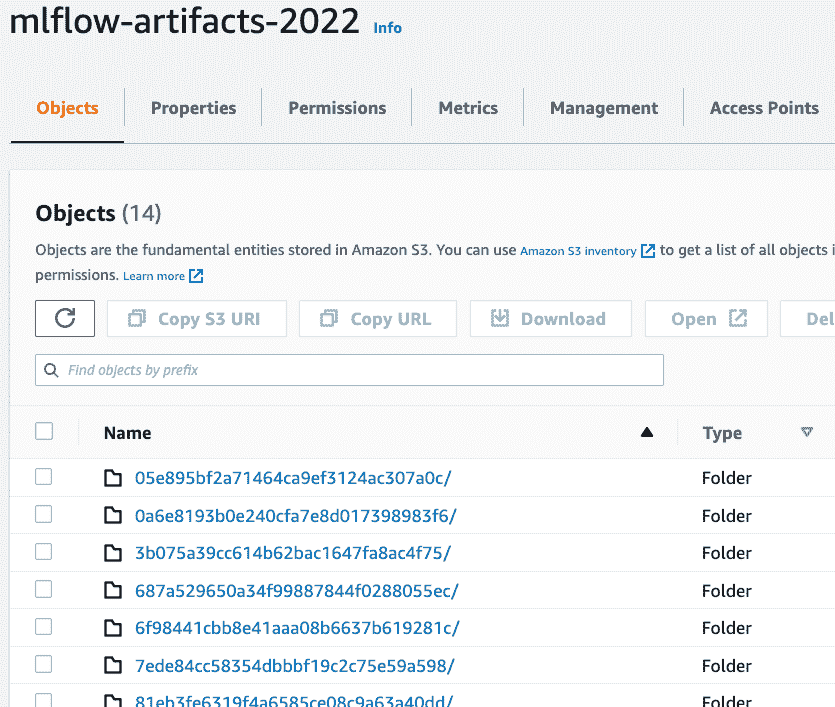 mlflow-artifacts-2022 Info
Objects Properties Permissions Metrics Management Access Points
Objects (14)
Objects are the fundamental entities stored in Amazon S3. You can use Amazon S3 inventory to get a list of all objects i
permissions. Learn more
Copy S3 URI Copy URL Download Open Del
Find objects by prefix
Name Type
05e895bf2a71464ca9ef3124ac307a0c/ Folder
0a6e8193b0e240cfa7e8d017398983f6/ Folder
3b075a39cc614b62bac1647fa8ac4f75/ Folder
687a529650a34f99887844f0288055ec/ Folder
6f98441cbb8e41aaa08b6637b619281c/ Folder
7ede84cc58354dbbbf19c2c75e59a598/ Folder
81eb3fe6319f4a6585ce08c9a63a40dd/ Folder